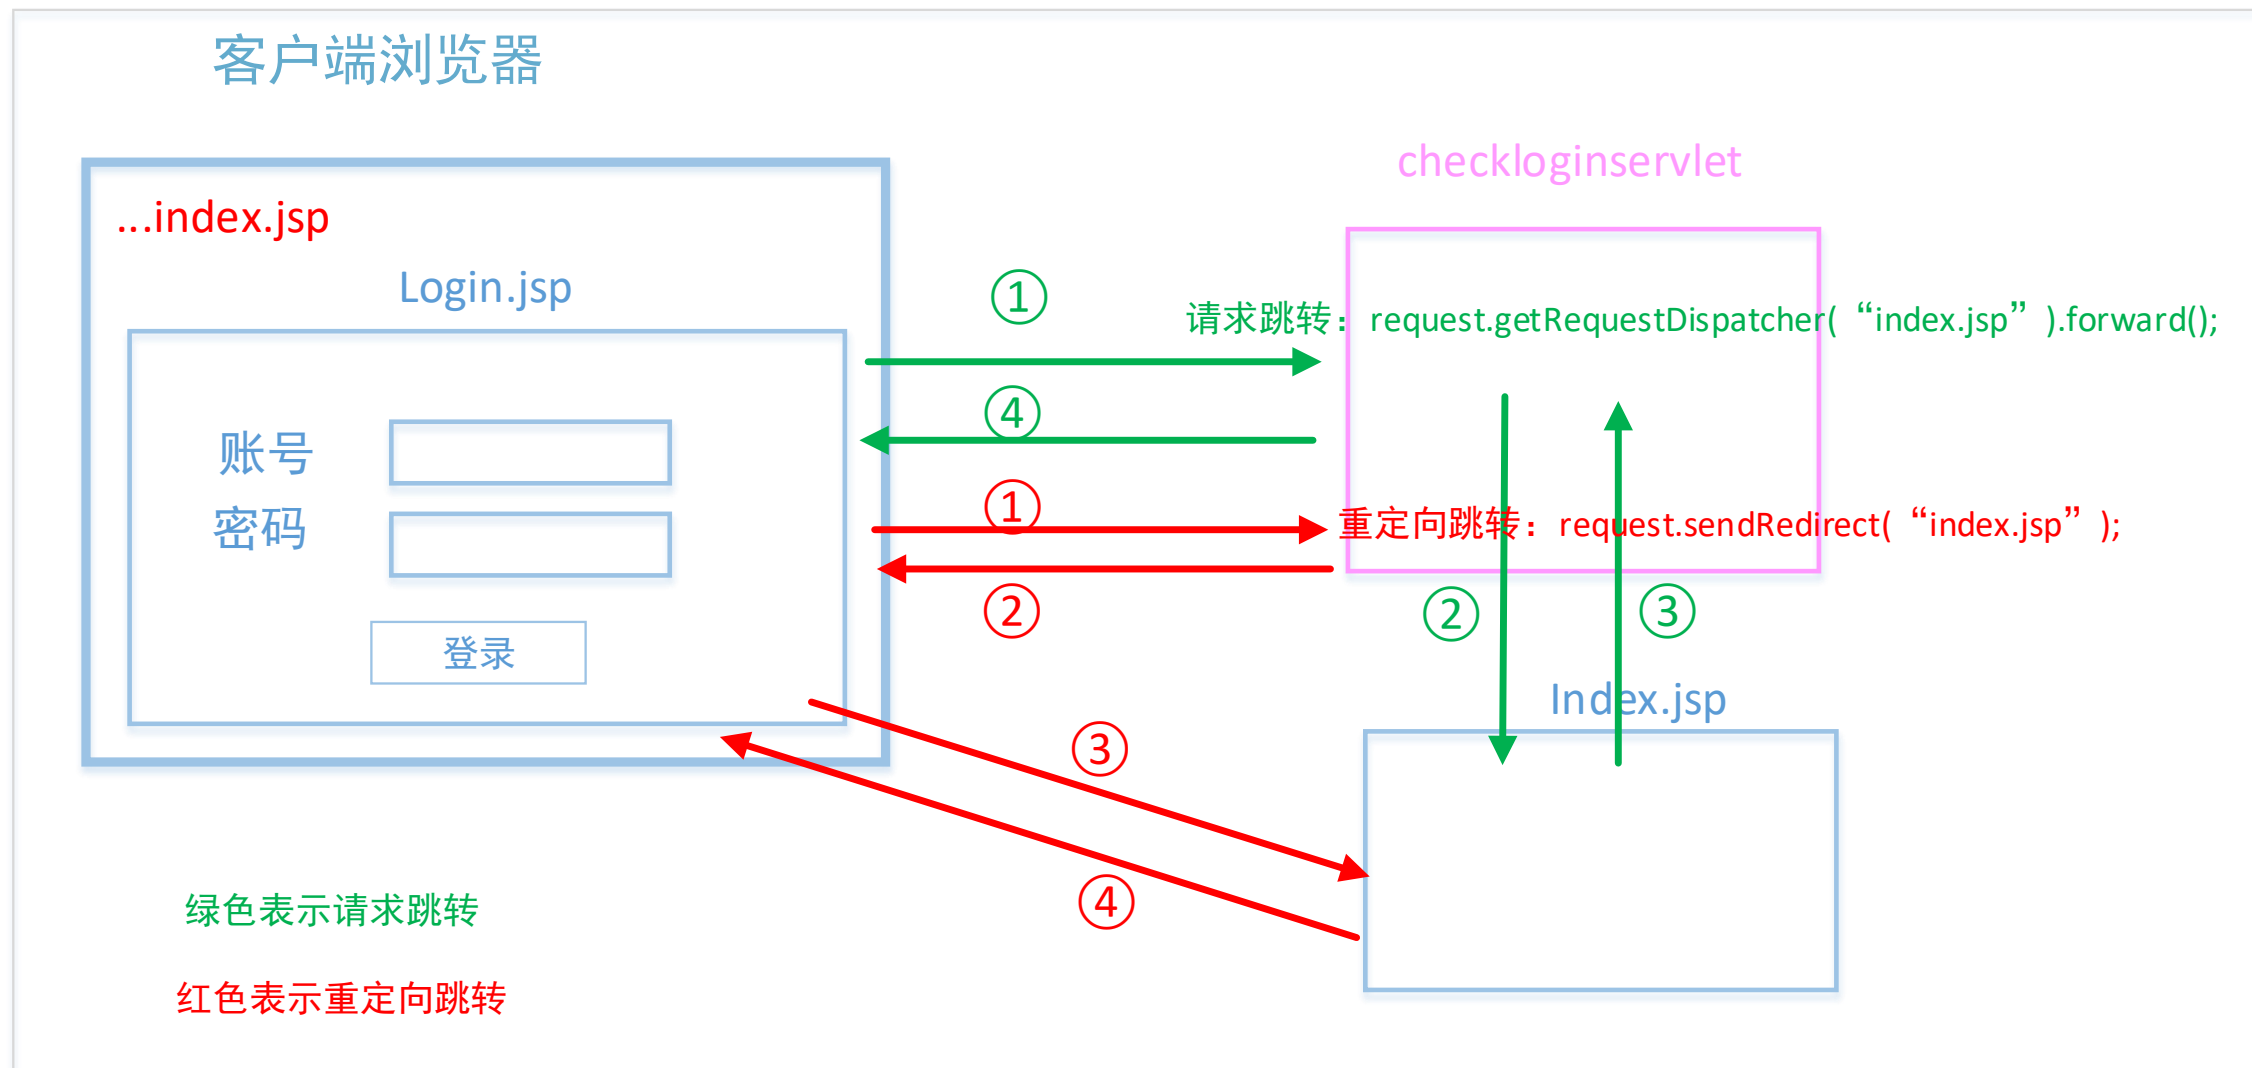 客户端浏览器
checkloginservlet
...index.jsp
Login.jsp
①
请求跳转：request.getRequestDispatcher(“index.jsp”).forward();
④
账号
①
重定向跳转：request.sendRedirect(“index.jsp”);
密码
②
②
③
登录
Index.jsp
③
④
绿色表示请求跳转
红色表示重定向跳转